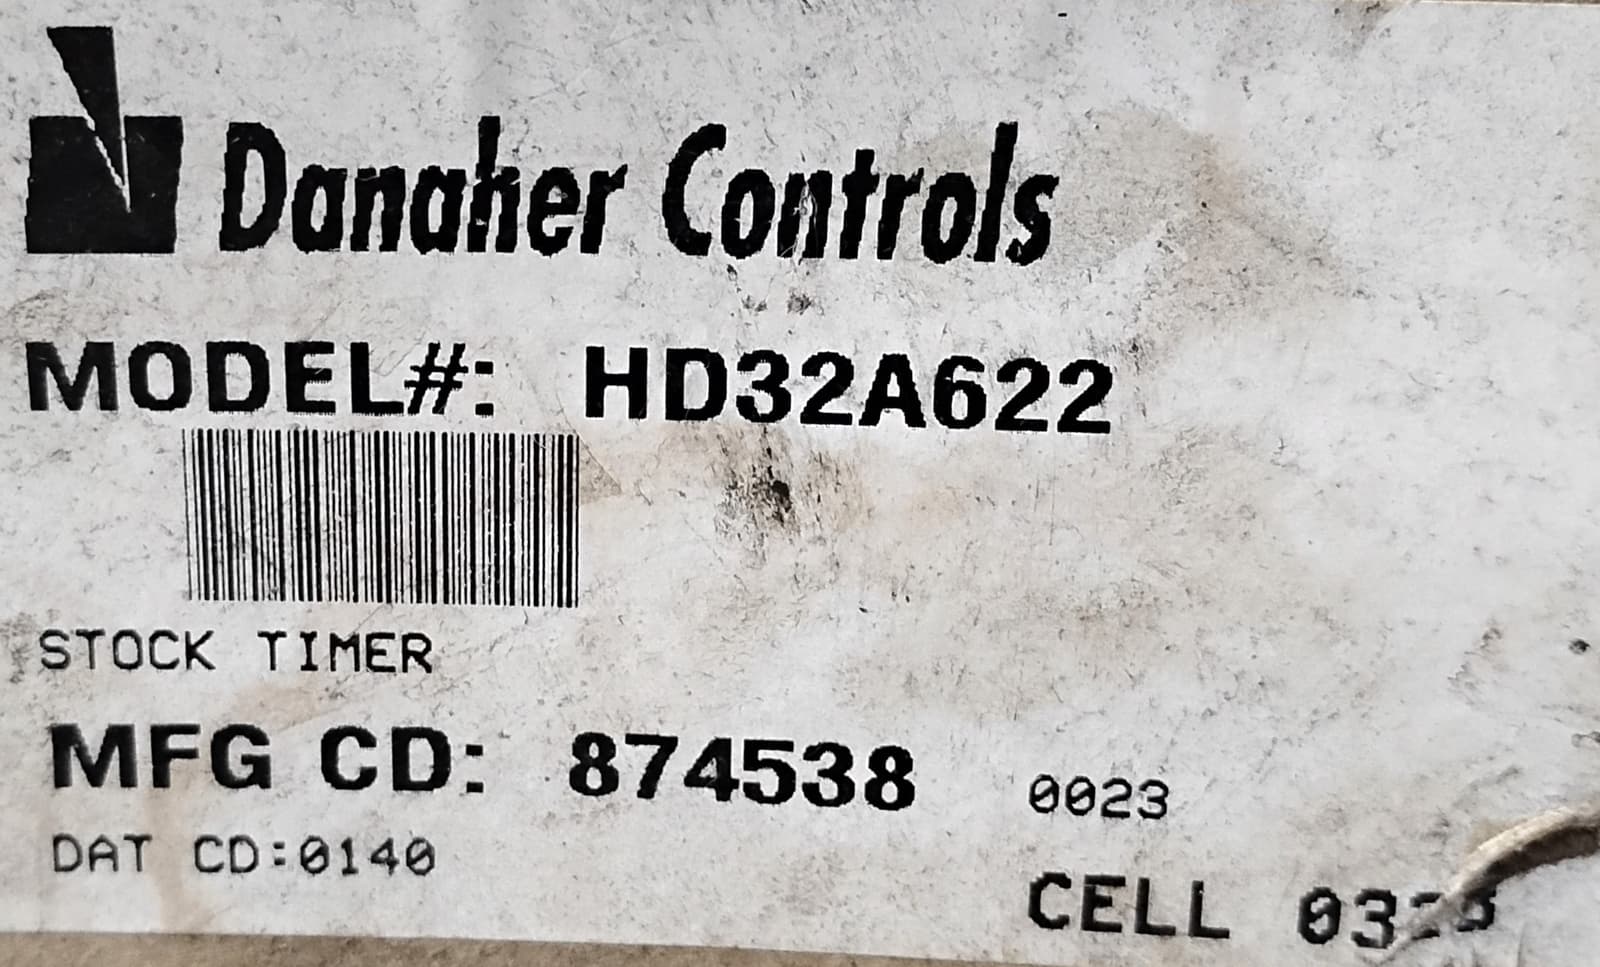 Danaher Controls
MODEL#: HD32A622
STOCK TIMER
MFG CD: 874538 0023
DAT CD:0140
CELL